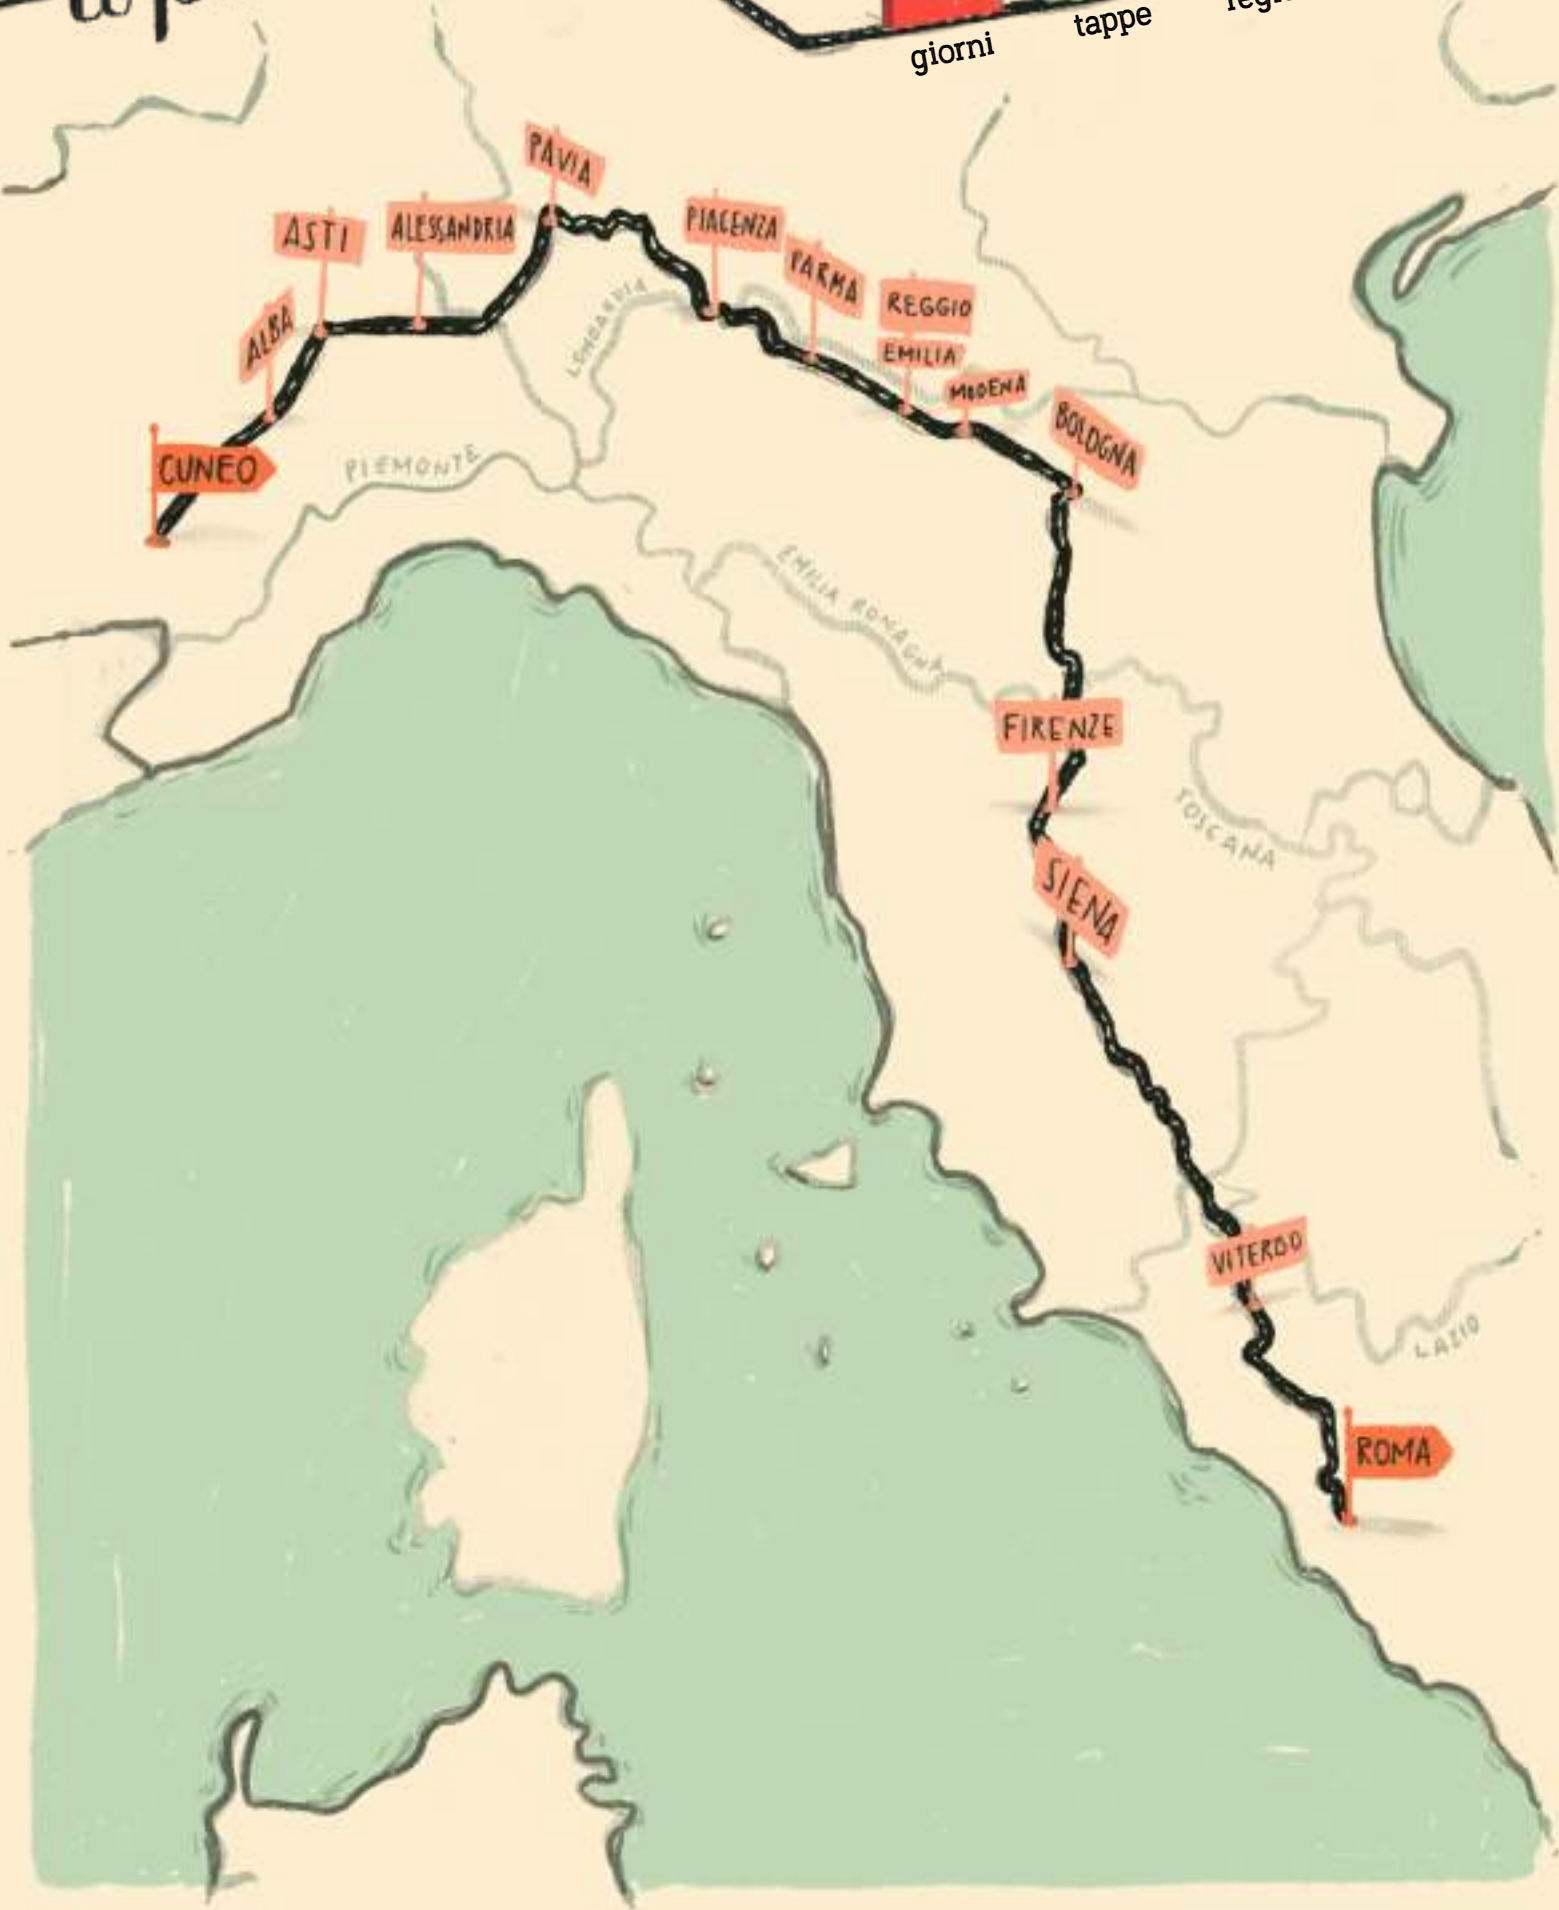 tappe
giorni
PAVIA
ASTI
ALESSANDRIA
PIACENZA
PARMA
ALBA
REGGIO
EMILIA
LOMBARDIA
MODENA
BOLOGNA
CUNEO
PIEMONTE
EMILIA ROMAGNA
FIRENZE
TOSCANA
SIENA
VITERBO
LAZIO
ROMA